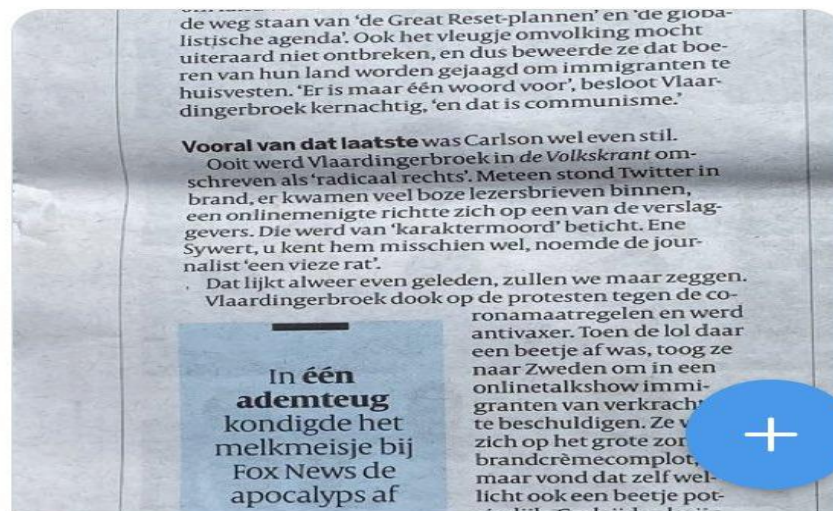 de weg staan van ‘de Great Reset-plannen’ en ‘de globa-
listische agenda’. Ook het vleugje omvolking mocht
uiteraard niet ontbreken, en dus beweerde ze dat boe-
ren van hun land worden gejaagd om immigranten te
huisvesten. ‘Er is maar één woord voor’, besloot Vlaar-
dingerbroek kernachtig, ‘en dat is communisme.’
Vooral van dat laatste was Carlson wel even stil.
Ooit werd Vlaardingerbroek in de Volkskrant om-
schreven als ‘radicaal rechts’. Meteen stond Twitter in
brand, er kwamen veel boze lezersbrieven binnen,
een onlinemenigte richtte zich op een van de verslag-
gevers. Die werd van ‘karaktermoord’ beticht. Ene
Sywert, u kent hem misschien wel, noemde de jour-
nalist ‘een vieze rat’.
Dat lijkt alweer even geleden, zullen we maar zeggen.
Vlaardingerbroek dook op de protesten tegen de co-
ronamaatregelen en werd
antivaxer. Toen de lol daar
een beetje af was, toog ze
naar Zweden om in een
onlinetalkshow immi-
granten van
te beschuldigen. Ze
zich op het grote
brandcrèmecomplot,
maar vond dat zelf wel-
licht ook een beetje pot-
In één
ademteug
kondigde het
melkmeisje bij
Fox News de
apocalyps af